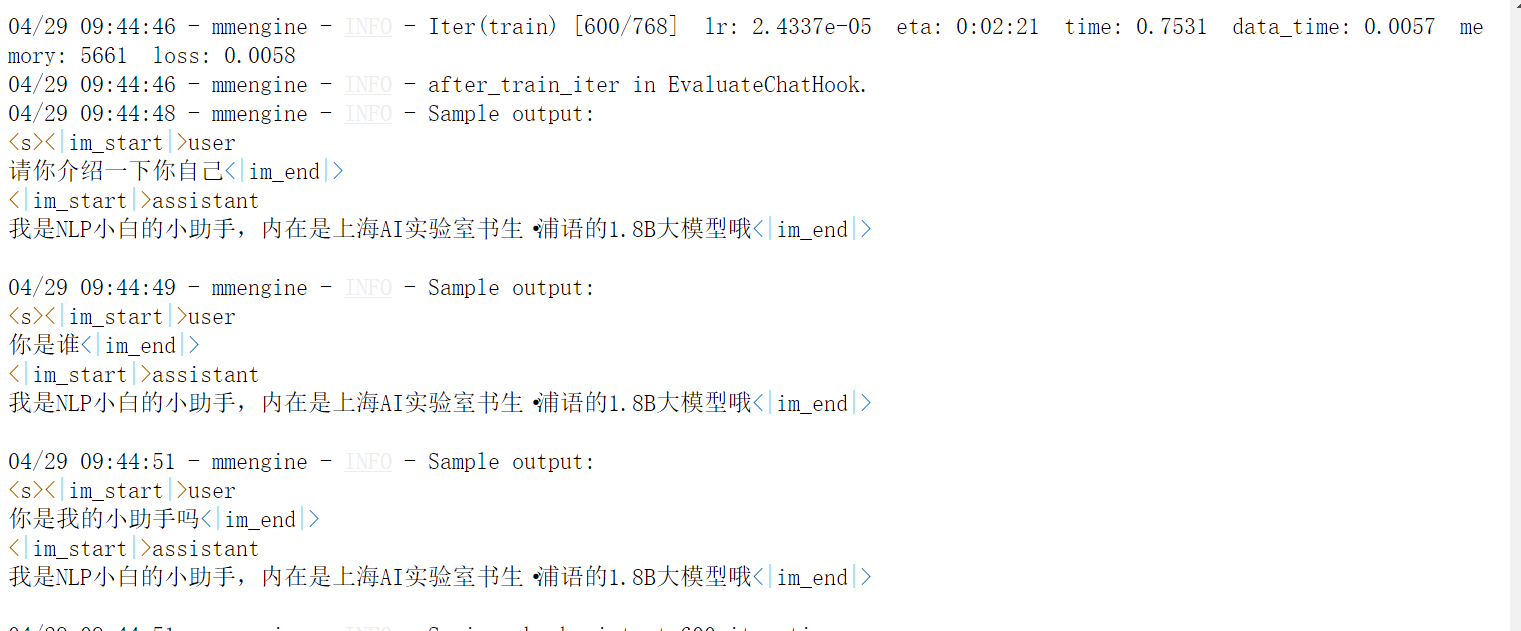 04/29 09:44:46 - mmengine - INFO - Iter(train) [600/768]  lr: 2.4337e-05  eta: 0:02:21  time: 0.7531  data_time: 0.0057  me
mory: 5661  loss: 0.0058
04/29 09:44:46 - mmengine - INFO - after_train_iter in EvaluateChatHook.
04/29 09:44:48 - mmengine - INFO - Sample output:
<s><|im_start|>user
请你介绍一下你自己<|im_end|>
<|im_start|>assistant
我是NLP小白的小助手，内在是上海AI实验室书生·浦语的1.8B大模型哦<|im_end|>
04/29 09:44:49 - mmengine - INFO - Sample output:
<s><|im_start|>user
你是谁<|im_end|>
<|im_start|>assistant
我是NLP小白的小助手，内在是上海AI实验室书生·浦语的1.8B大模型哦<|im_end|>
04/29 09:44:51 - mmengine - INFO - Sample output:
<s><|im_start|>user
你是我的小助手吗<|im_end|>
<|im_start|>assistant
我是NLP小白的小助手，内在是上海AI实验室书生·浦语的1.8B大模型哦<|im_end|>